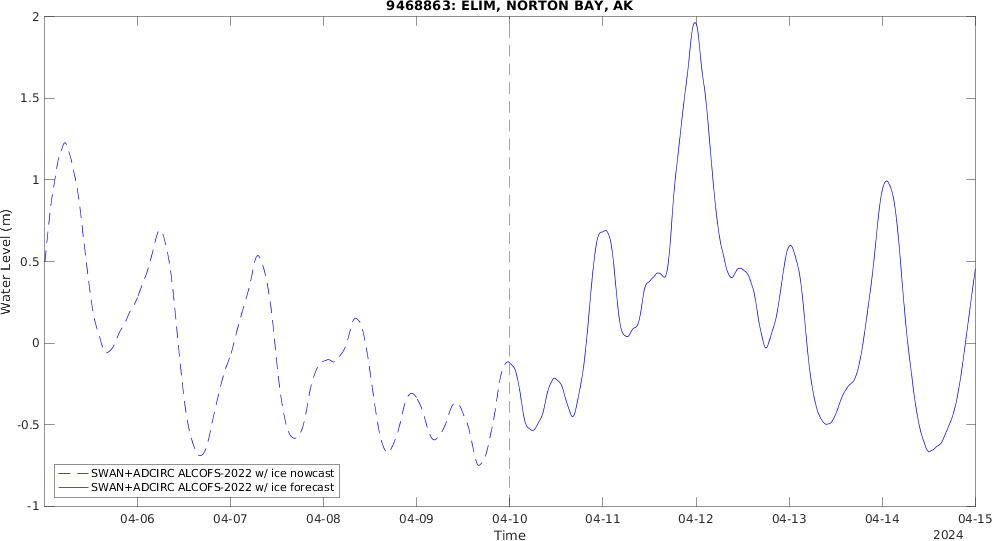 9468863: ELIM, NORTON BAY, AK
Water Level (m)
2
1.5
1
0.5
0
-0.5
-1
SWAN+ADCIRC ALCOFS-2022 w/ ice nowcast
SWAN+ADCIRC ALCOFS-2022 w/ ice forecast
04-06 04-07 04-08 04-09 04-10 04-11 04-12 04-13 04-14 04-15
Time
2024